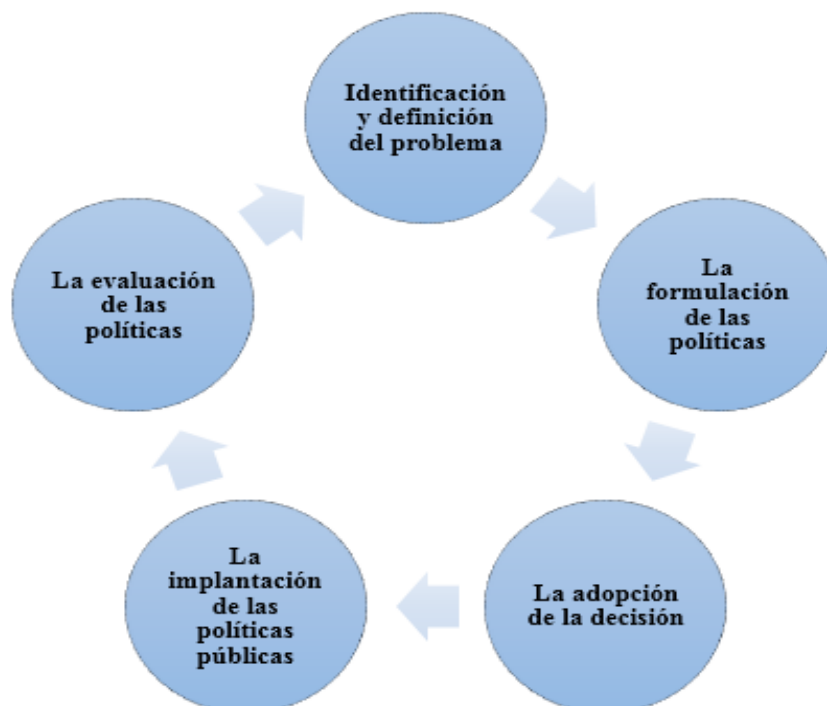 Identificación
y definición
del problema
La
formulación
de las
políticas
La adopción
de la decisión
La
implantación
de las
políticas
públicas
La evaluación
de las
políticas